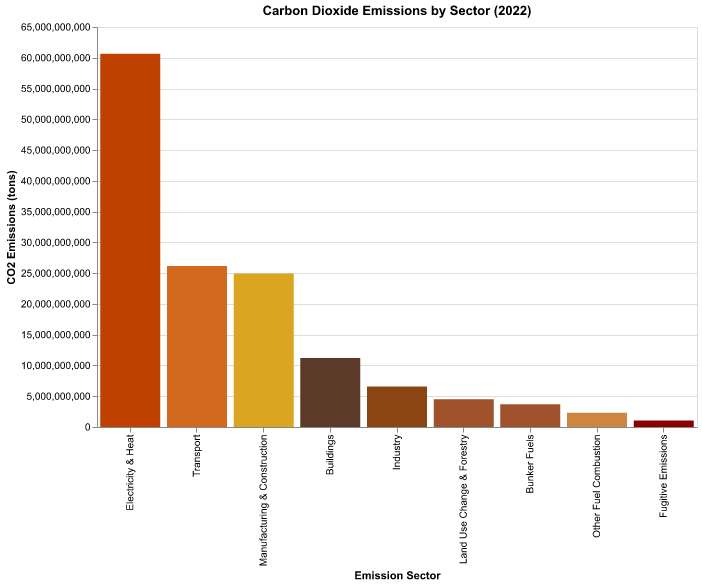 Carbon Dioxide Emissions by Sector (2022)
CO2 Emissions (tons)
65,000,000,000
60,000,000,000
55,000,000,000
50,000,000,000
45,000,000,000
40,000,000,000
35,000,000,000
30,000,000,000
25,000,000,000
20,000,000,000
15,000,000,000
10,000,000,000
5,000,000,000
0
Electricity & Heat
Transport
Manufacturing & Construction
Buildings
Industry
Land Use Change & Forestry
Bunker Fuels
Other Fuel Combustion
Fugitive Emissions
Emission Sector